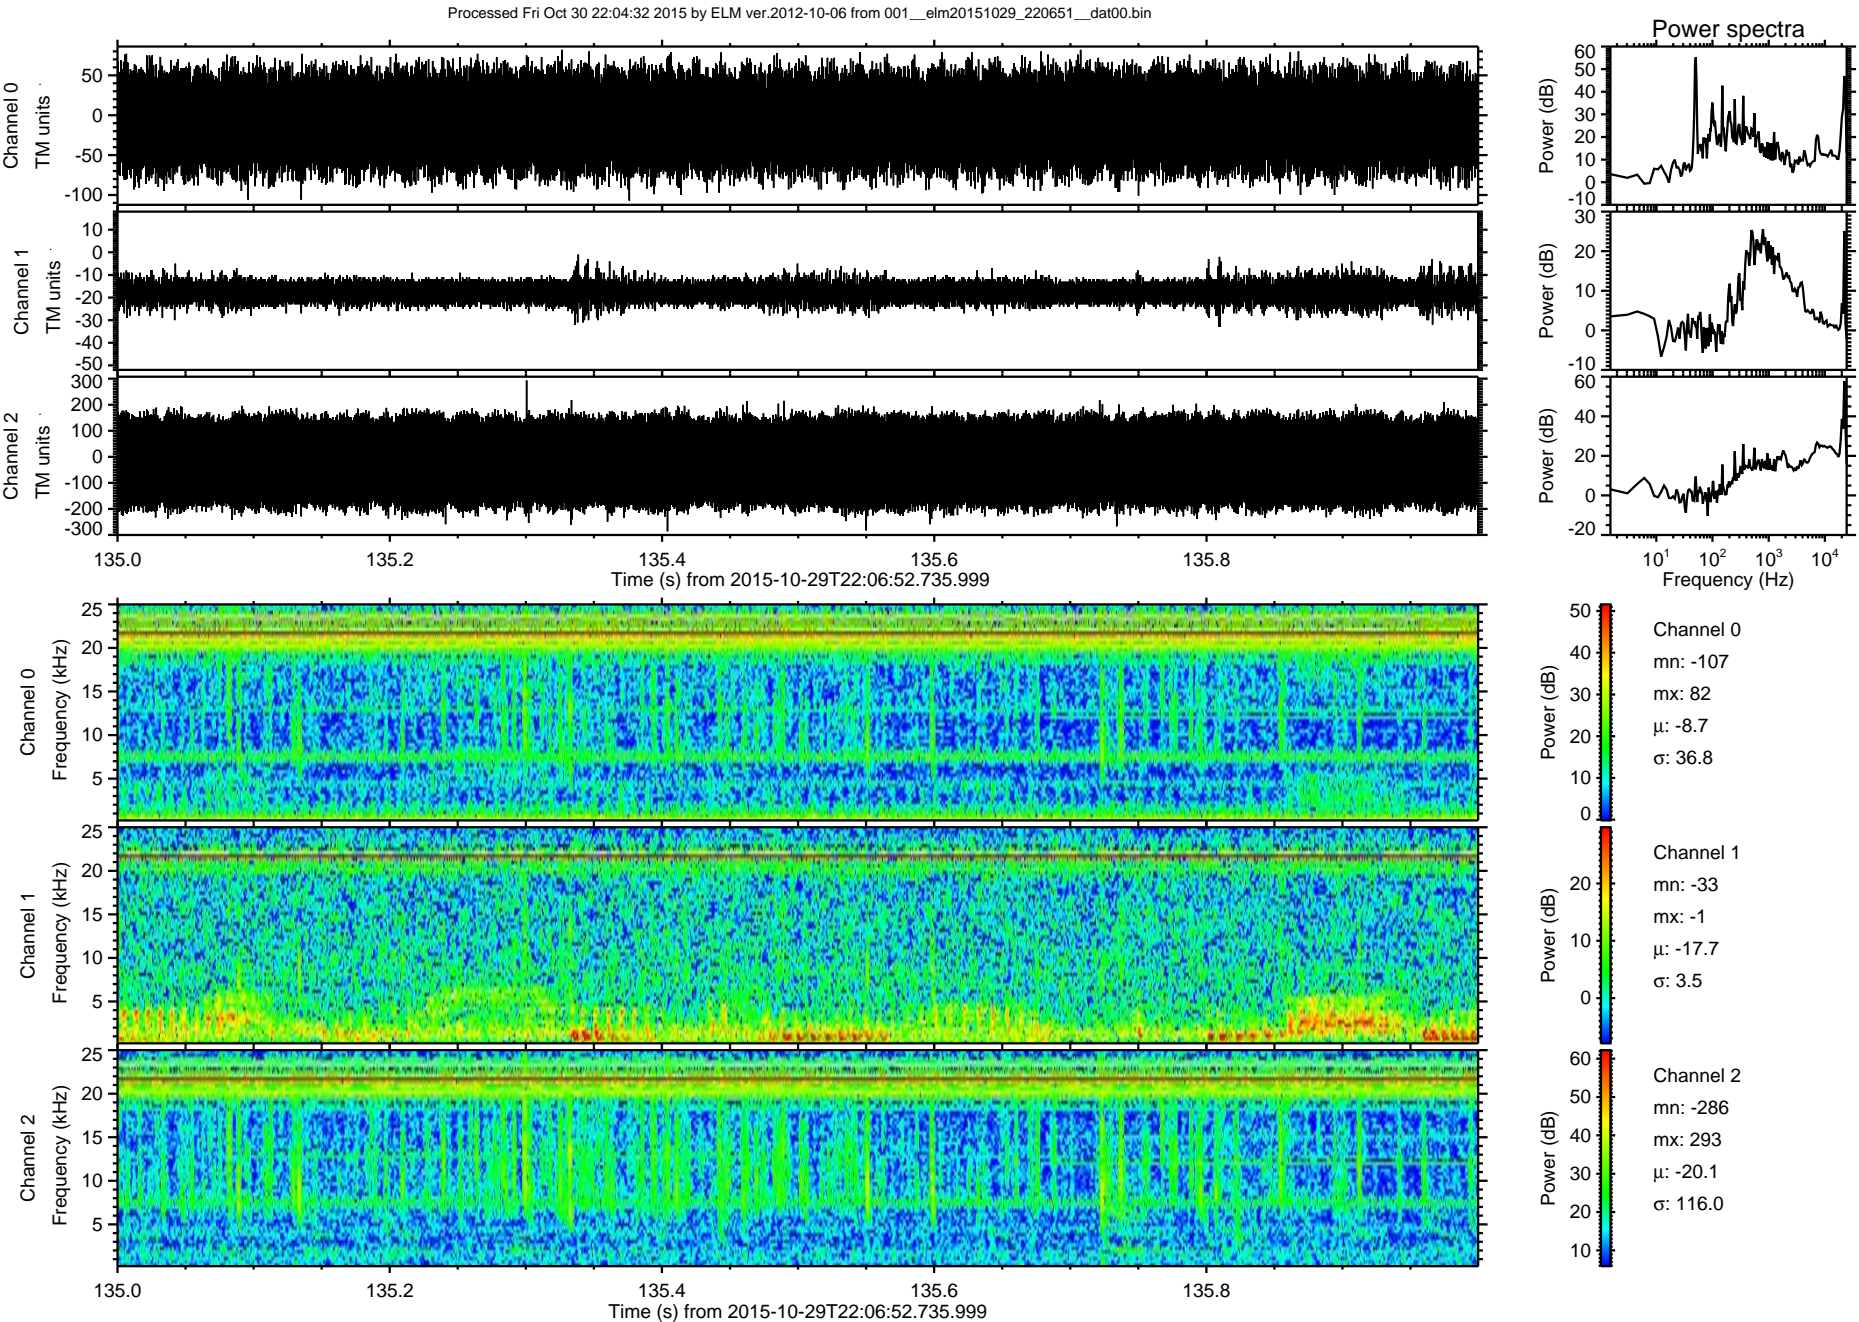 Processed Fri Oct 30 22:04:32 2015 by ELM ver.2012-10-06 from 001__elm20151029_220651__dat00.bin
Power spectra
Channel 0
TM units
50
0
-50
-100
Power (dB)
60
50
40
30
20
10
0
-10
Channel 1
TM units
10
0
-10
-20
-30
-40
-50
Power (dB)
30
20
10
0
-10
Channel 2
TM units
300
200
100
0
-100
-200
-300
Power (dB)
60
40
20
0
-20
135.0 135.2 135.4 135.6 135.8
Time (s) from 2015-10-29T22:06:52.735.999
10¹ 10² 10³ 10⁴
Frequency (Hz)
Channel 0
Frequency (kHz)
25
20
15
10
5
Power (dB)
50
40
30
20
10
0
Channel 0
mn: -107
mx: 82
μ: -8.7
σ: 36.8
Channel 1
Frequency (kHz)
25
20
15
10
5
Power (dB)
20
10
0
Channel 1
mn: -33
mx: -1
μ: -17.7
σ: 3.5
Channel 2
Frequency (kHz)
25
20
15
10
5
Power (dB)
60
50
40
30
20
10
Channel 2
mn: -286
mx: 293
μ: -20.1
σ: 116.0
135.0 135.2 135.4 135.6 135.8
Time (s) from 2015-10-29T22:06:52.735.999